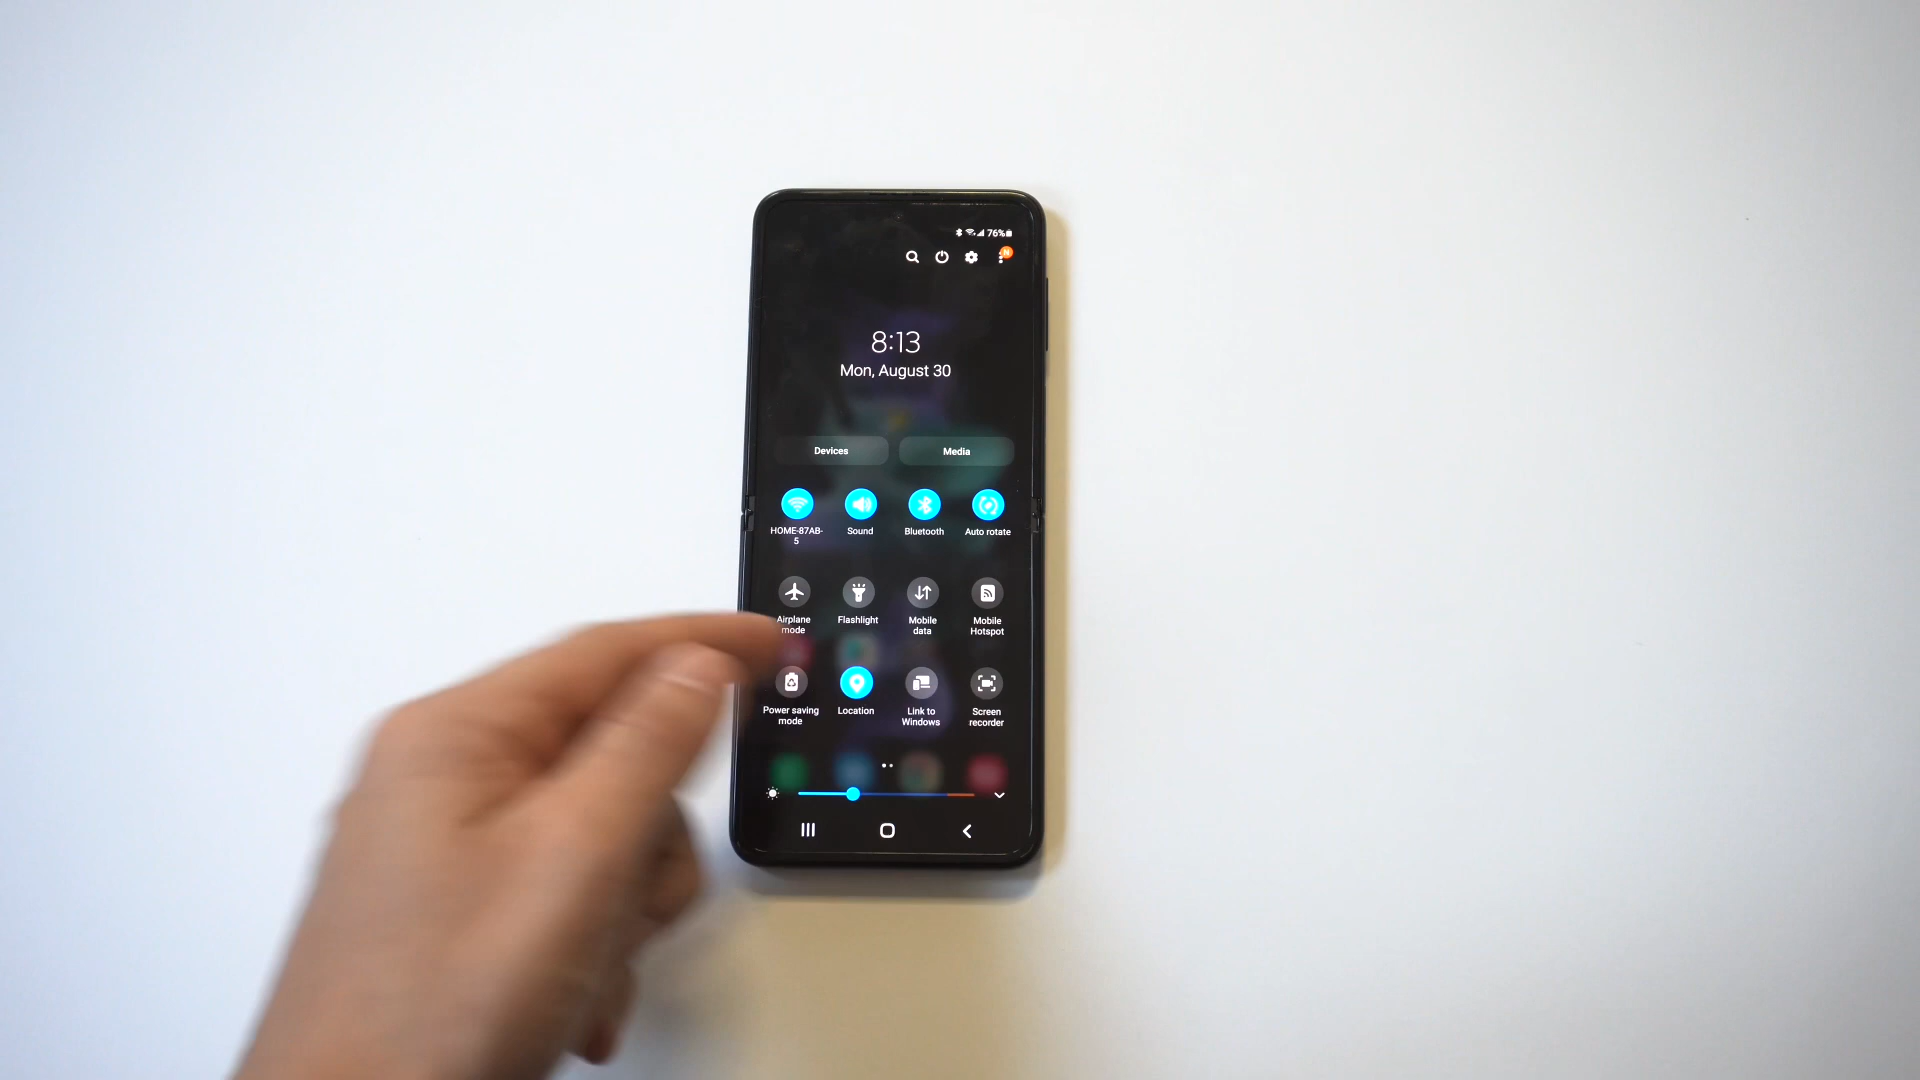 76%
N
8:13
Mon, August 30
Devices Media
HOME-87AB-
5
Sound
Bluetooth
Auto rotate
Airplane
mode
Flashlight
Mobile
data
Mobile
Hotspot
Power saving
mode
Location
Link to
Windows
Screen
recorder